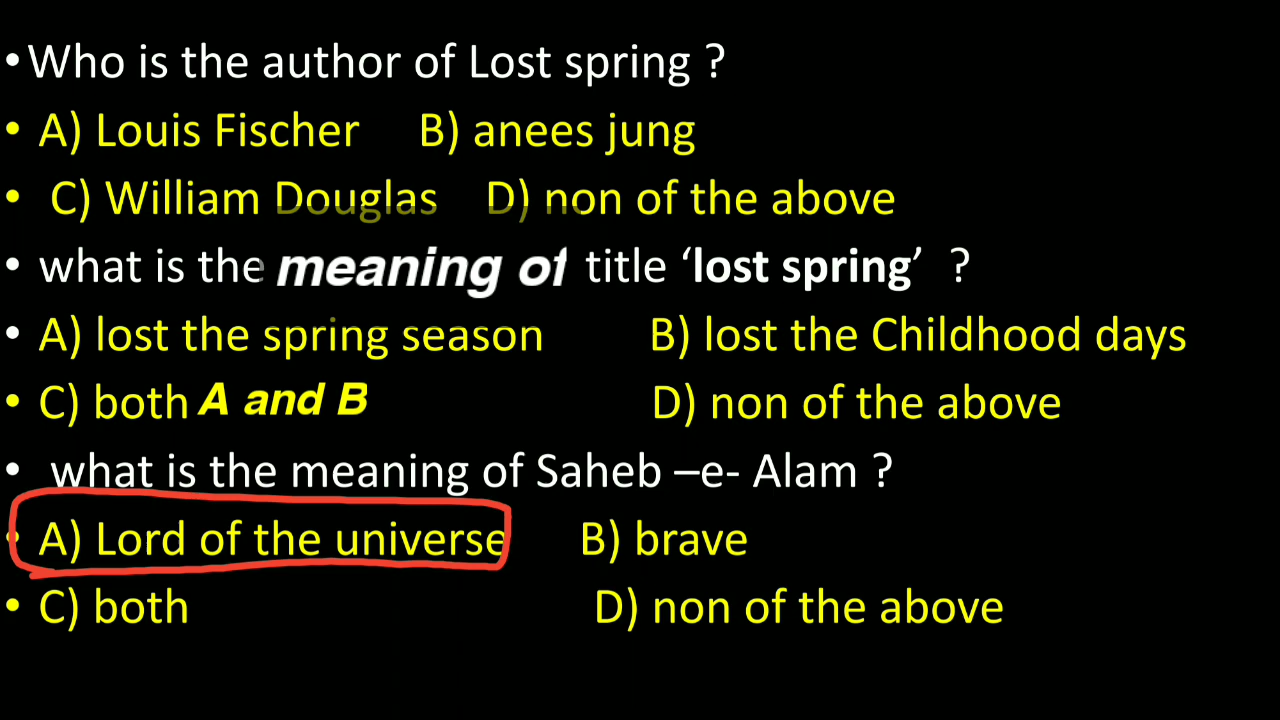 •Who is the author of Lost spring ?
• A) Louis Fischer B) anees jung
• C) William Douglas D) non of the above
• what is the meaning of title ‘lost spring’ ?
• A) lost the spring season B) lost the Childhood days
• C) both A and B D) non of the above
• what is the meaning of Saheb –e- Alam ?
• A) Lord of the universe B) brave
• C) both D) non of the above